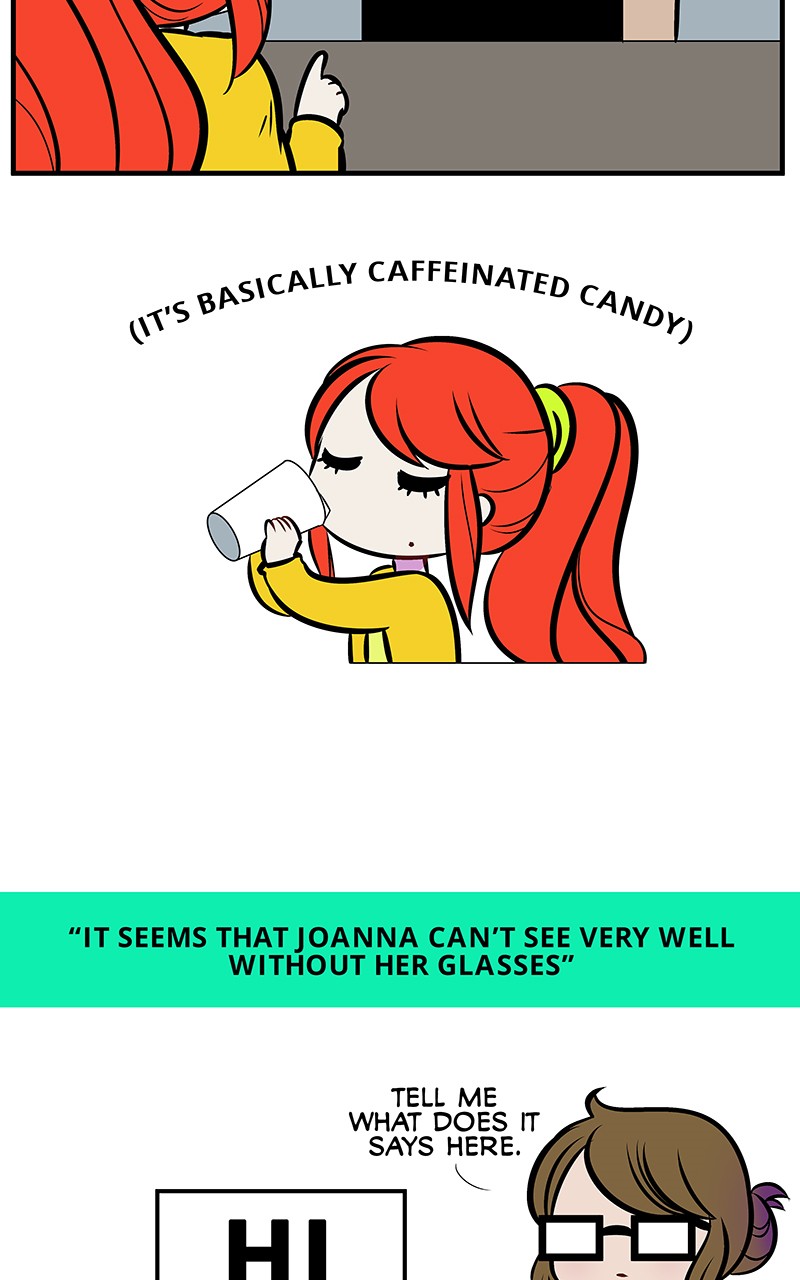 (IT'S BASICALLY CAFFEINATED CANDY)
“IT SEEMS THAT JOANNA CAN’T SEE VERY WELL
WITHOUT HER GLASSES”
TELL ME
WHAT DOES IT
SAYS HERE.
HI